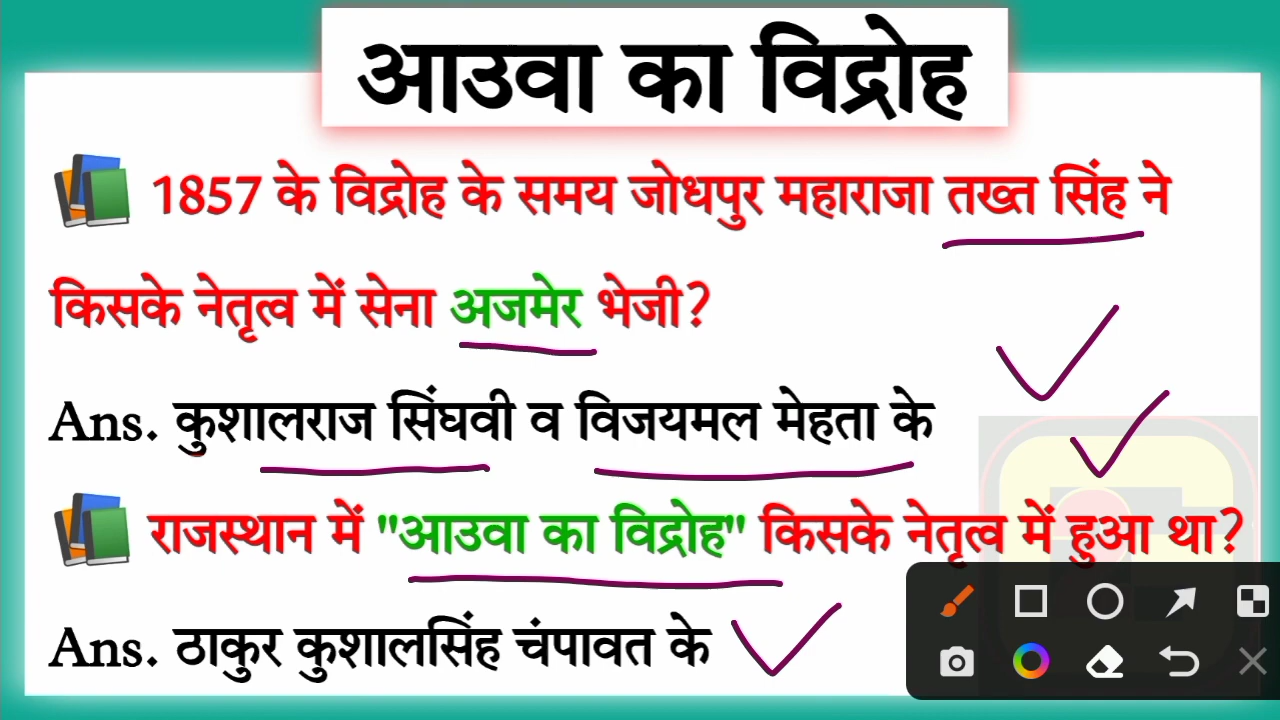 आउवा का विद्रोह
1857 के विद्रोह के समय जोधपुर महाराजा तख्त सिंह ने
किसके नेतृत्व में सेना अजमेर भेजी?
Ans. कुशालराज सिंघवी व विजयमल मेहता के
राजस्थान में "आउवा का विद्रोह" किसके नेतृत्व में हुआ था?
Ans. ठाकुर कुशालसिंह चंपावत के